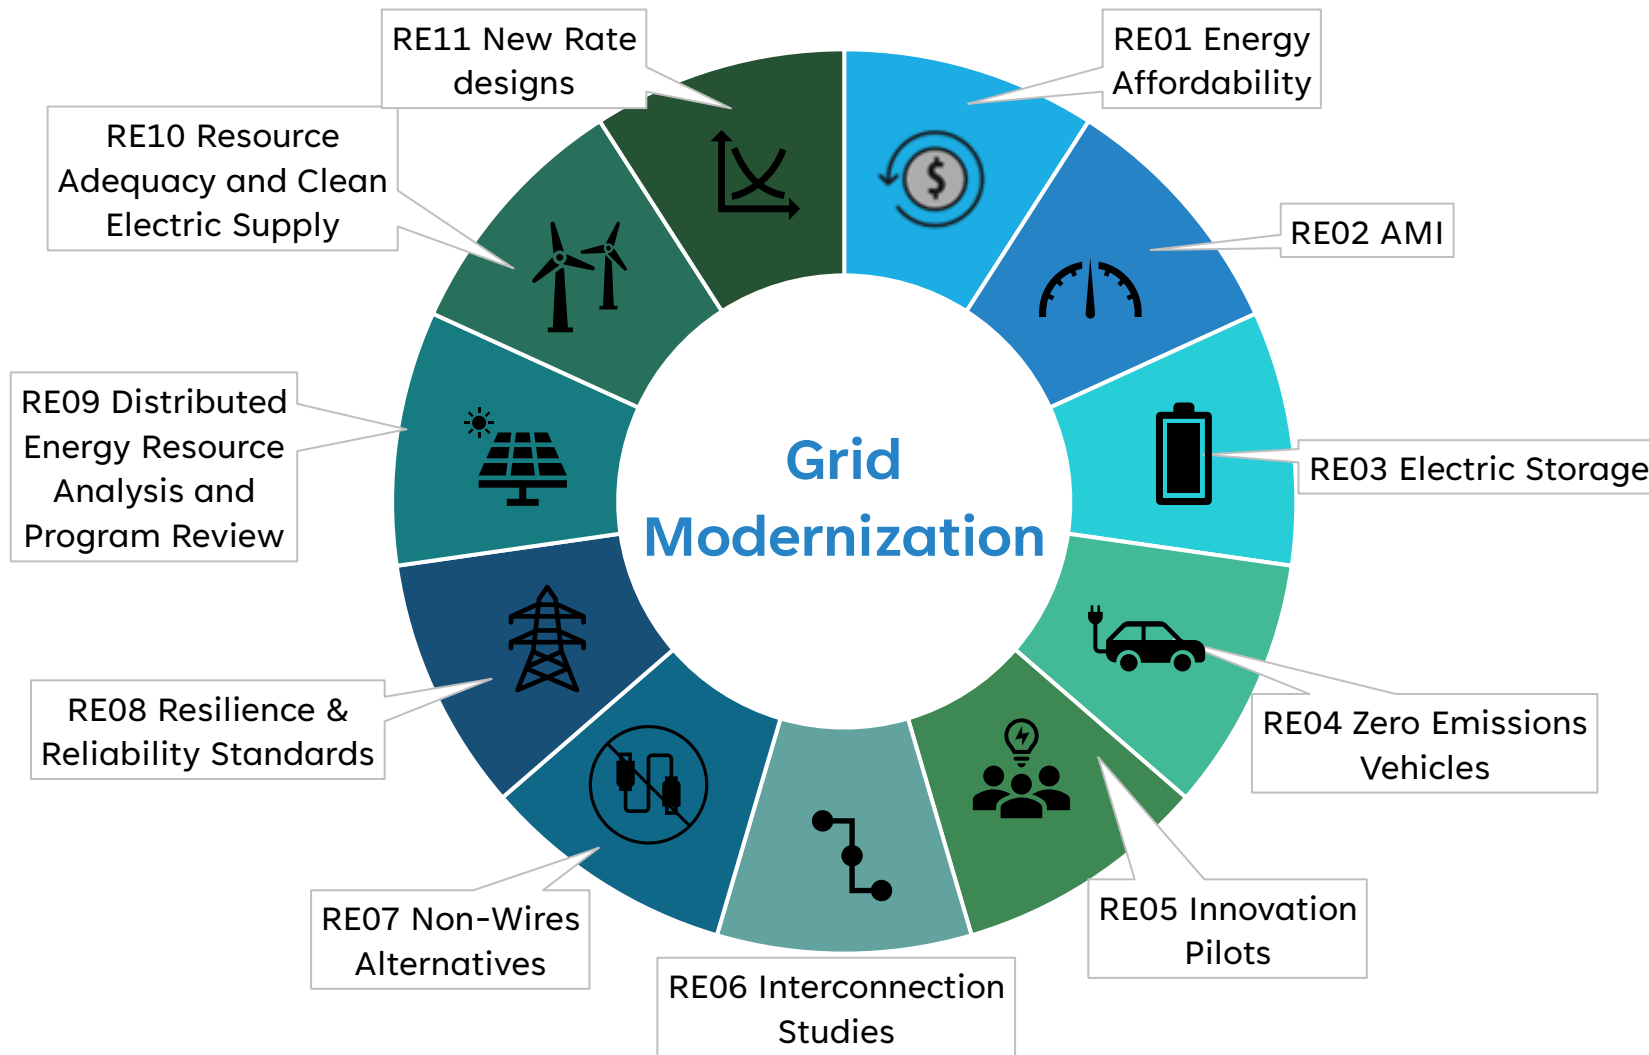 RE11 New Rate
designs
RE01 Energy
Affordability
RE10 Resource
Adequacy and Clean
Electric Supply
RE02 AMI
$
RE09 Distributed
Energy Resource
Analysis and
Program Review
Grid
Modernization
RE03 Electric Storage
RE08 Resilience &
Reliability Standards
RE04 Zero Emissions
Vehicles
RE07 Non-Wires
Alternatives
RE05 Innovation
Pilots
RE06 Interconnection
Studies